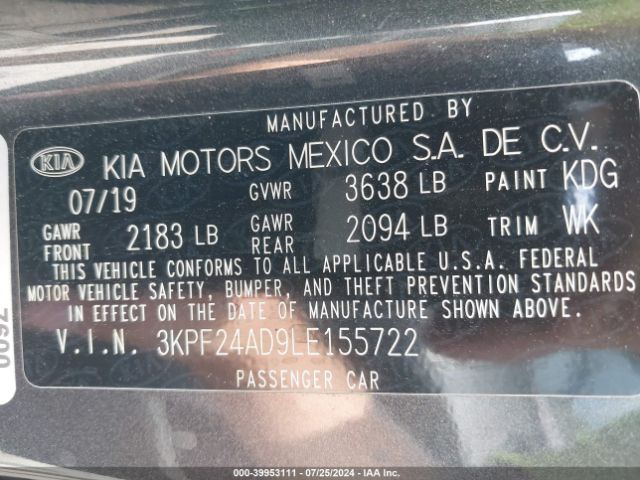 MANUFACTURED BY
KIA KIA MOTORS MEXICO S.A. DE C.V.
07/19 GVWR 3638 LB PAINT KDG
GAWR FRONT 2183 LB GAWR REAR 2094 LB TRIM WK
THIS VEHICLE CONFORMS TO ALL APPLICABLE U.S.A. FEDERAL
MOTOR VEHICLE SAFETY, BUMPER, AND THEFT PREVENTION STANDARDS
IN EFFECT ON THE DATE OF MANUFACTURE SHOWN ABOVE.
V.I.N. 3KPF24AD9LE155722
PASSENGER CAR
000-39953111 - 07/25/2024 - IAA Inc.